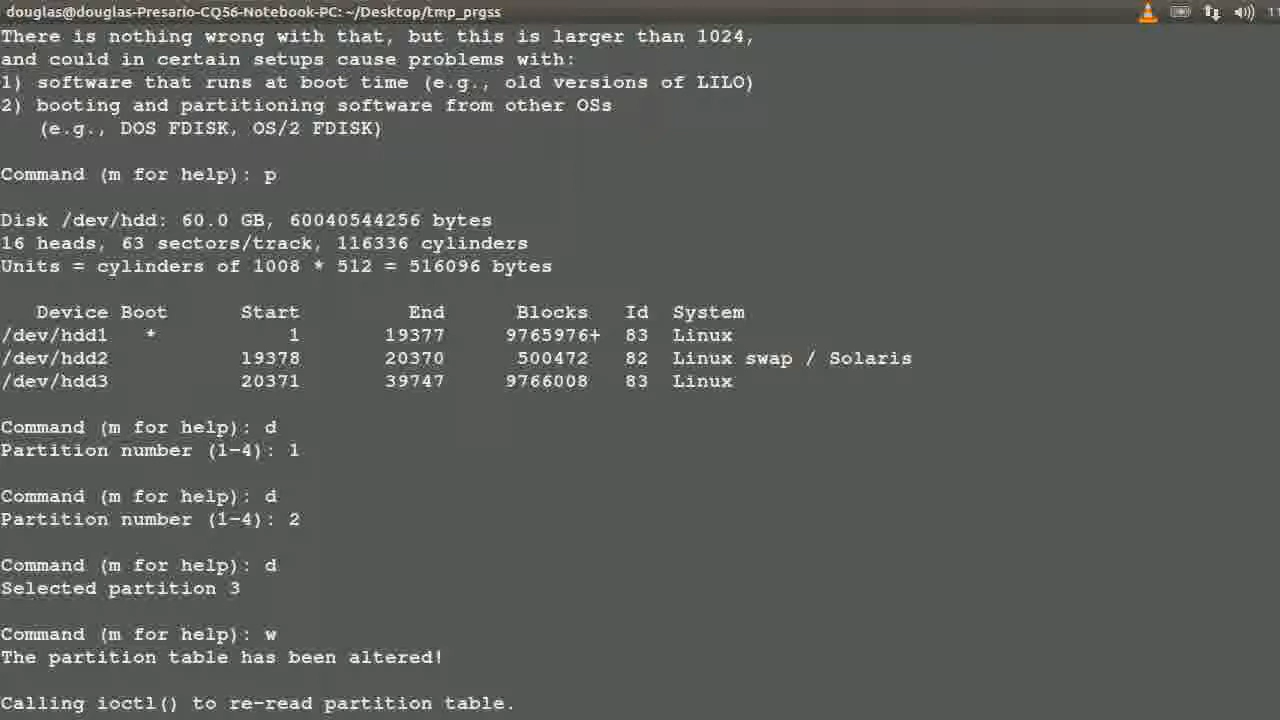 douglas@douglas-Presario-CQ56-Notebook-PC: ~/Desktop/tmp_prgss
There is nothing wrong with that, but this is larger than 1024,
and could in certain setups cause problems with:
1) software that runs at boot time (e.g., old versions of LILO)
2) booting and partitioning software from other OSs
(e.g., DOS FDISK, OS/2 FDISK)
Command (m for help): p
Disk /dev/hdd: 60.0 GB, 60040544256 bytes
16 heads, 63 sectors/track, 116336 cylinders
Units = cylinders of 1008 * 512 = 516096 bytes
Device Boot Start End Blocks Id System
/dev/hdd1 * 1 19377 9765976+ 83 Linux
/dev/hdd2 19378 20370 500472 82 Linux swap / Solaris
/dev/hdd3 20371 39747 9766008 83 Linux
Command (m for help): d
Partition number (1-4): 1
Command (m for help): d
Partition number (1-4): 2
Command (m for help): d
Selected partition 3
Command (m for help): w
The partition table has been altered!
Calling ioctl() to re-read partition table.